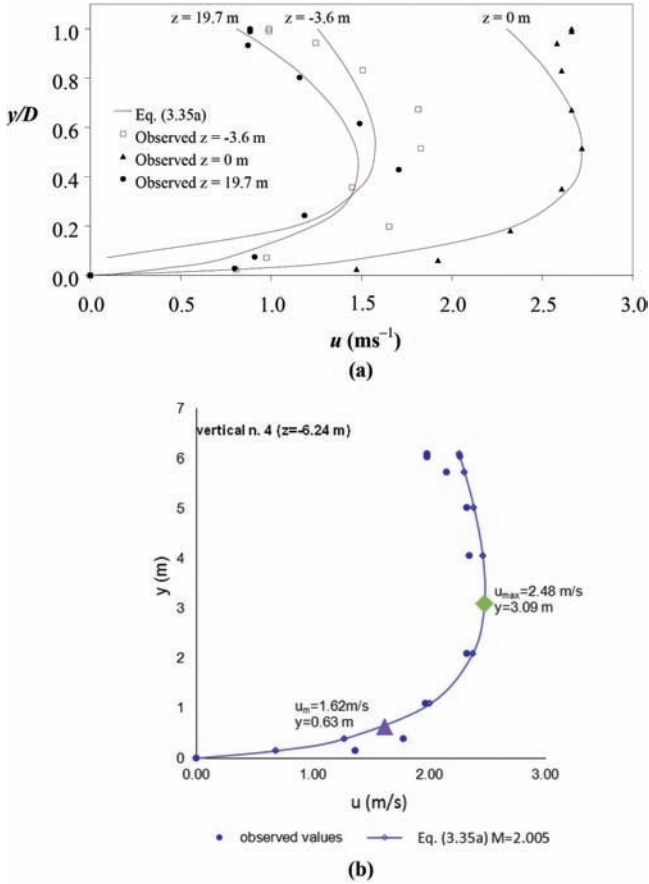 z = 19.7 m z = -3.6 z = 0 m
1.0
0.8
y/D
0.6
0.4
0.2
0.0
Eq. (3.35a)
Observed z = -3.6 m
Observed z = 0 m
Observed z = 19.7 m
0.0 0.5 1.0 1.5 2.0 2.5 3.0
u (ms⁻¹)
(a)
vertical n. 4 (z=-6.24 m)
7
6
5
4
3
2
1
0
y (m)
umax=2.48 m/s
y=3.09 m
um=1.62m/s
y=0.63 m
0.00 1.00 2.00 3.00
u (m/s)
observed values Eq. (3.35a) M=2.005
(b)